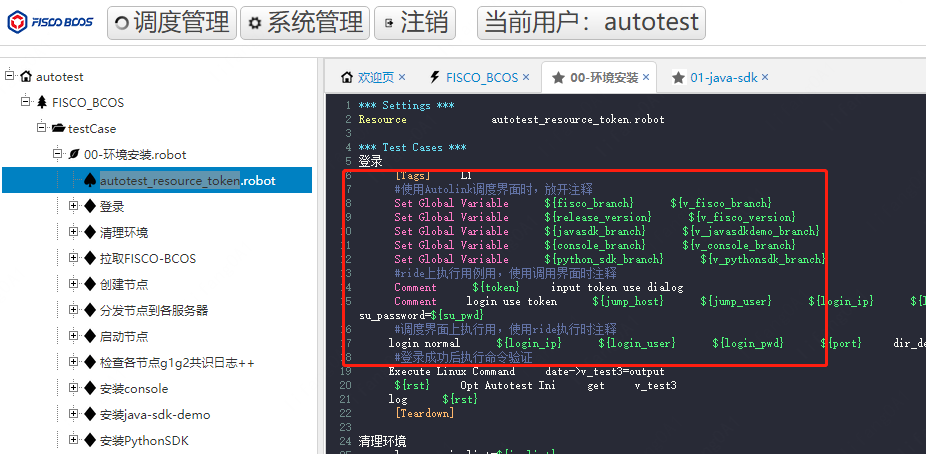 FISCO BCOS 调度管理 系统管理 注销 当前用户：autotest
autotest
FISCO_BCOS
testCase
00-环境安装.robot
autotest_resource_token.robot
登录
清理环境
拉取FISCO-BCOS
创建节点
分发节点到各服务器
启动节点
检查各节点g1g2共识日志++
安装console
安装java-sdk-demo
安装PythonSDK
欢迎页 × FISCO_BCOS × 00-环境安装 × 01-java-sdk ×
1 *** Settings ***
2 Resource autotest_resource_token.robot
3
4 *** Test Cases ***
5 登录
6 [Tags] Li
7 #使用Autolink调度界面时，放开注释
8 Set Global Variable ${fisco_branch} ${v_fisco_branch}
9 Set Global Variable ${release_version} ${v_fisco_version}
10 Set Global Variable ${javasdk_branch} ${v_javasdkdemo_branch}
11 Set Global Variable ${console_branch} ${v_console_branch}
12 Set Global Variable ${python_sdk_branch} ${v_pythonsdk_branch}
13 #ride上执行用例用，使用调用界面时注释
14 Comment ${token} input token use dialog
15 Comment login use token ${jump_host} ${jump_user} ${login_ip}
su_password=${su_pwd}
16 #调度界面上执行用，使用ride执行时注释
17 login normal ${login_ip} ${login_user} ${login_pwd} ${port} dir_de
18 #登录成功后执行命令验证
19 Execute Linux Command date->v_test3=output
20 ${rst} Opt Autotest Ini get v_test3
21 log ${rst}
22 [Teardown]
23
24 清理环境